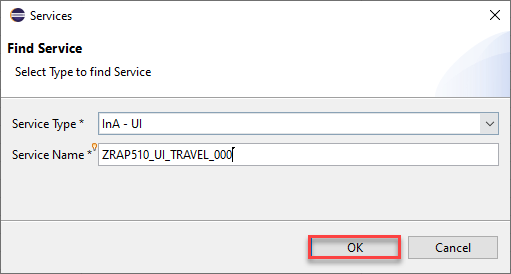 Services
Find Service
Select Type to find Service
Service Type * InA - UI
Service Name * ZRAP510_UI_TRAVEL_000
OK Cancel